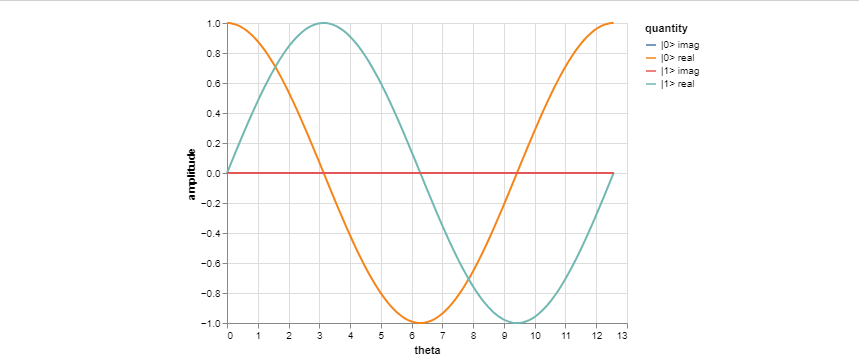 1.0
0.8
0.6
0.4
0.2
0.0
−0.2
−0.4
−0.6
−0.8
−1.0
amplitude
0 1 2 3 4 5 6 7 8 9 10 11 12 13
theta
quantity
|0> imag
|0> real
|1> imag
|1> real